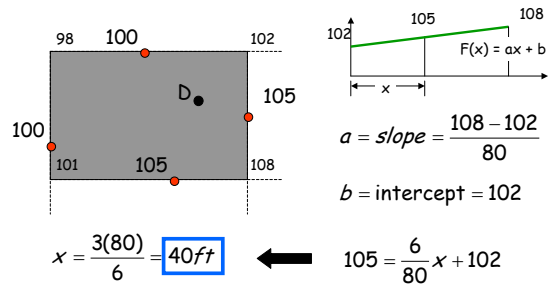 98 100 102
D
105
100
101 105 108
102 105 108
F(x) = ax + b
x
a = slope = (108 – 102)/80
b = intercept = 102
x = 3(80)/6 = 40ft
105 = 6/80 x + 102